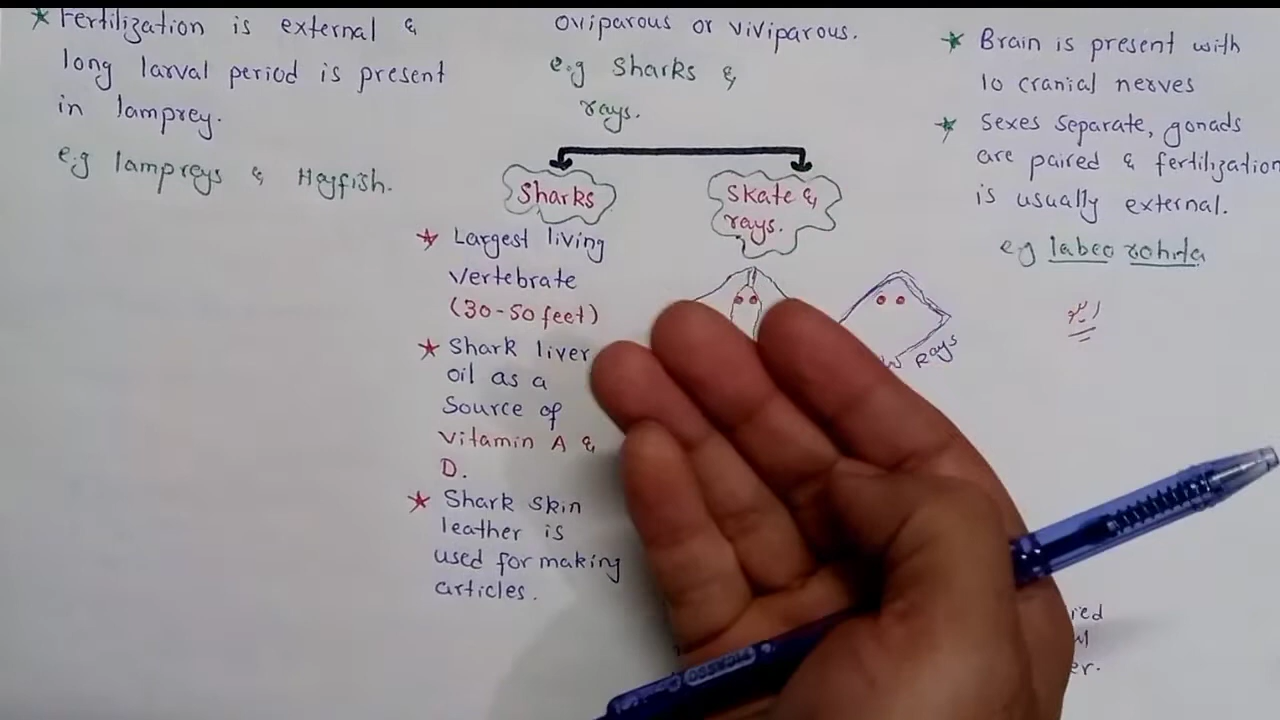 ★ Fertilization is external &
long larval period is present
in lamprey.
e.g lampreys & Hagfish.
oviparous or viviparous.
e.g Sharks &
rays.
Sharks
★ Largest living
vertebrate
(30-50 feet)
★ Shark liver
oil as a
Source of
vitamin A &
D.
★ Shark skin
leather is
used for making
articles.
Skate &
rays.
Rays
★ Brain is present with
10 cranial nerves
★ Sexes separate, gonads
are paired & fertilization
is usually external.
eg labeo rohita
PICASSO